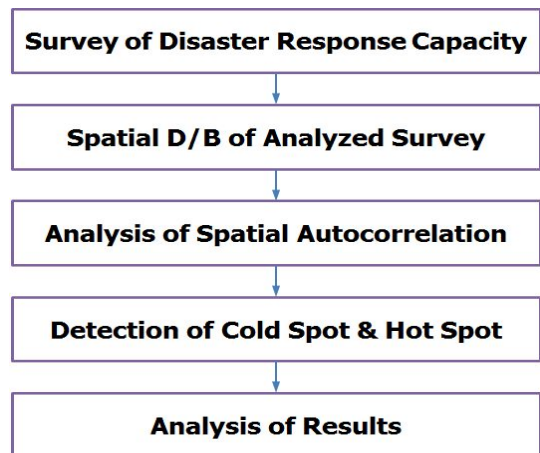 Survey of Disaster Response Capacity
Spatial D/B of Analyzed Survey
Analysis of Spatial Autocorrelation
Detection of Cold Spot & Hot Spot
Analysis of Results